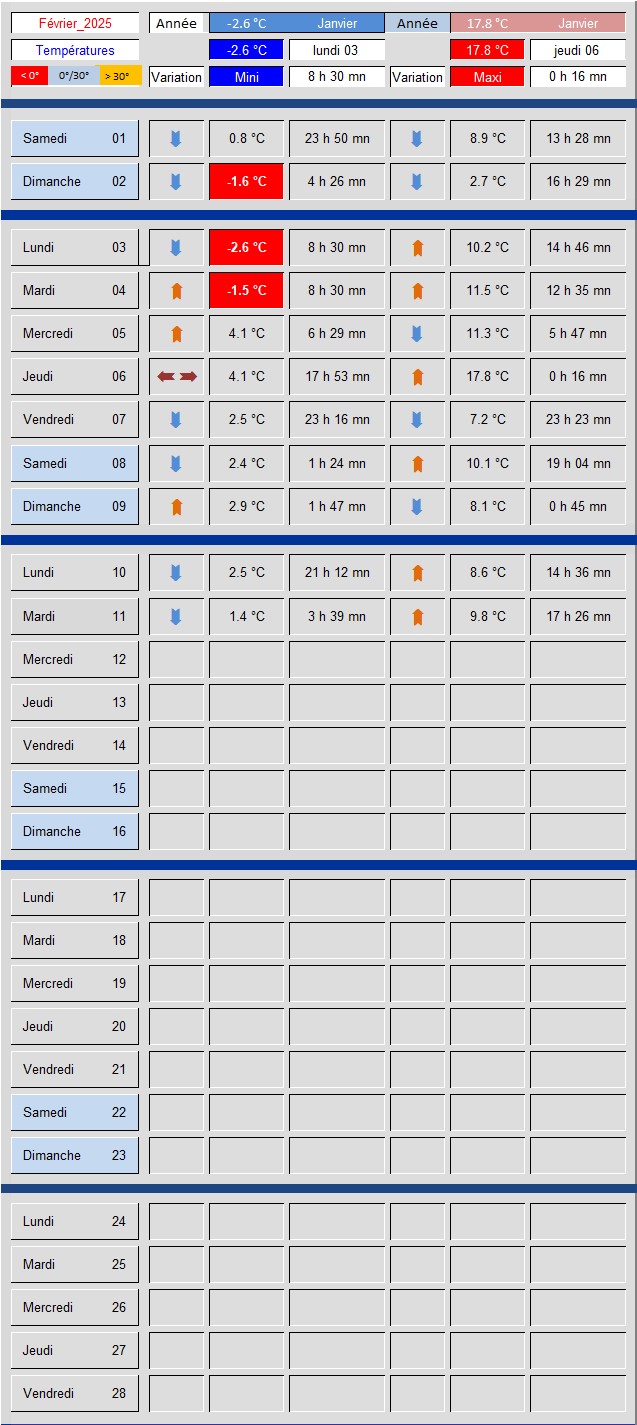 Février_2025 Année -2.6 °C Janvier Année 17.8 °C Janvier
Températures -2.6 °C lundi 03 17.8 °C jeudi 06
< 0° 0°/30° > 30° Variation Mini 8 h 30 mn Variation Maxi 0 h 16 mn
Samedi 01 0.8 °C 23 h 50 mn 8.9 °C 13 h 28 mn
Dimanche 02 -1.6 °C 4 h 26 mn 2.7 °C 16 h 29 mn
Lundi 03 -2.6 °C 8 h 30 mn 10.2 °C 14 h 46 mn
Mardi 04 -1.5 °C 8 h 30 mn 11.5 °C 12 h 35 mn
Mercredi 05 4.1 °C 6 h 29 mn 11.3 °C 5 h 47 mn
Jeudi 06 4.1 °C 17 h 53 mn 17.8 °C 0 h 16 mn
Vendredi 07 2.5 °C 23 h 16 mn 7.2 °C 23 h 23 mn
Samedi 08 2.4 °C 1 h 24 mn 10.1 °C 19 h 04 mn
Dimanche 09 2.9 °C 1 h 47 mn 8.1 °C 0 h 45 mn
Lundi 10 2.5 °C 21 h 12 mn 8.6 °C 14 h 36 mn
Mardi 11 1.4 °C 3 h 39 mn 9.8 °C 17 h 26 mn
Mercredi 12
Jeudi 13
Vendredi 14
Samedi 15
Dimanche 16
Lundi 17
Mardi 18
Mercredi 19
Jeudi 20
Vendredi 21
Samedi 22
Dimanche 23
Lundi 24
Mardi 25
Mercredi 26
Jeudi 27
Vendredi 28